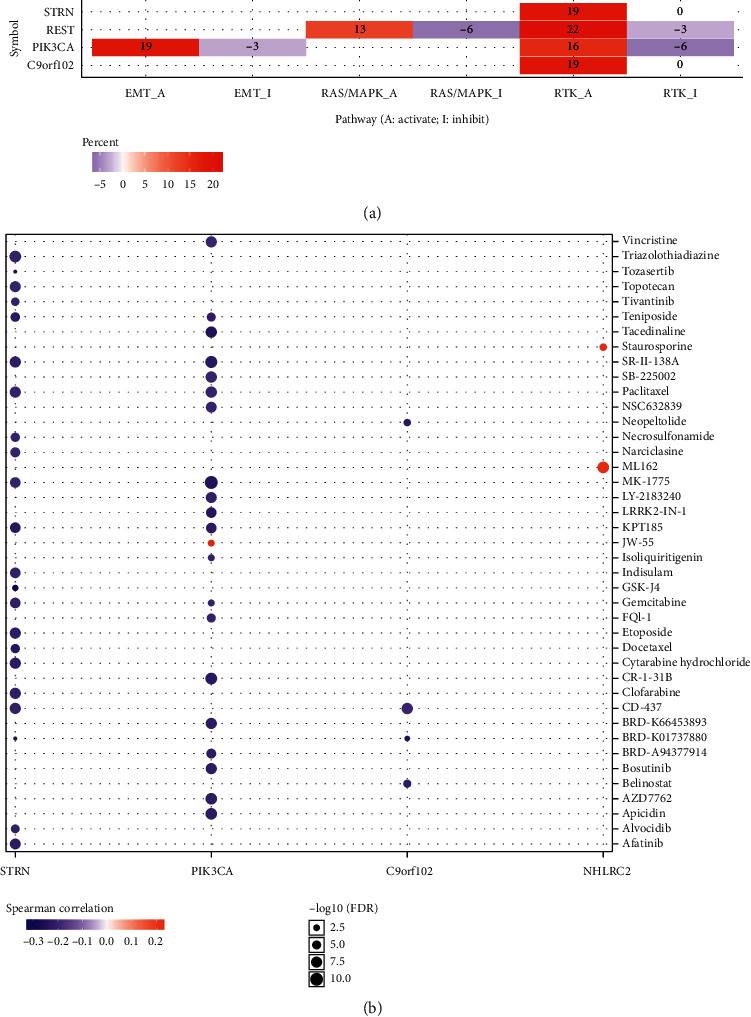 Symbol
STRN 19 0
REST 13 −6 22 −3
PIK3CA 19 −3 16 −6
C9orf102 19 0
EMT_A EMT_I RAS/MAPK_A RAS/MAPK_I RTK_A RTK_I
Pathway (A: activate; I: inhibit)
Percent
−5 0 5 10 15 20
(a)
Vincristine
Triazolothiadiazine
Tozasertib
Topotecan
Tivantinib
Teniposide
Tacedinaline
Staurosporine
SR-II-138A
SB-225002
Paclitaxel
NSC632839
Neopeltolide
Necrosulfonamide
Narciclasine
ML162
MK-1775
LY-2183240
LRRK2-IN-1
KPT185
JW-55
Isoliquiritigenin
Indisulam
GSK-J4
Gemcitabine
FQl-1
Etoposide
Docetaxel
Cytarabine hydrochloride
CR-1-31B
Clofarabine
CD-437
BRD-K66453893
BRD-K01737880
BRD-A94377914
Bosutinib
Belinostat
AZD7762
Apicidin
Alvocidib
Afatinib
STRN PIK3CA C9orf102 NHLRC2
Spearman correlation
−0.3 −0.2 −0.1 0.0 0.1 0.2
−log10 (FDR)
2.5
5.0
7.5
10.0
(b)